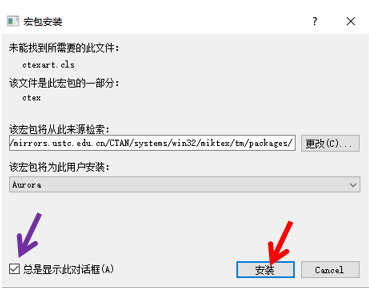 宏包安装
未能找到所需要的此文件:
ctexart.cls
该文件是此宏包的一部分:
ctex
该宏包将从此来源检索:
/mirrors.ustc.edu.cn/CTAN/systems/win32/miktex/tm/packages/
更改(C)...
该宏包将为此用户安装:
Aurora
总是显示此对话框(A)
安装
Cancel